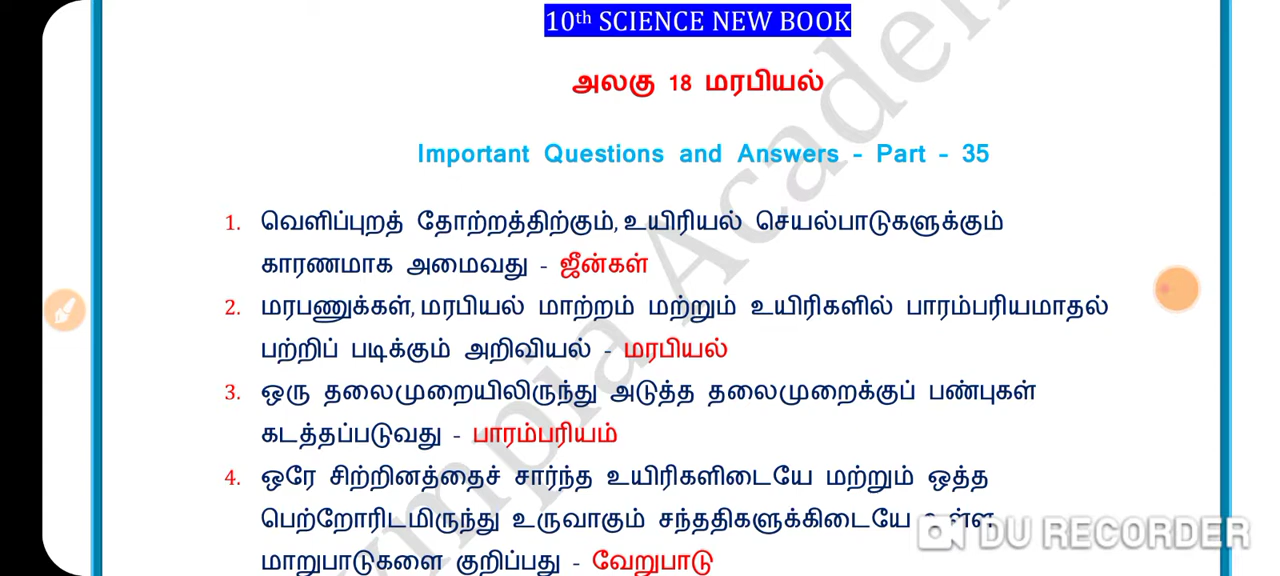 10th SCIENCE NEW BOOK
அலகு 18 மரபியல்
Important Questions and Answers - Part - 35
1. வெளிப்புறத் தோற்றத்திற்கும், உயிரியல் செயல்பாடுகளுக்கும்
காரணமாக அமைவது - ஜீன்கள்
2. மரபணுக்கள், மரபியல் மாற்றம் மற்றும் உயிரிகளில் பாரம்பரியமாதல்
பற்றிப் படிக்கும் அறிவியல் - மரபியல்
3. ஒரு தலைமுறையிலிருந்து அடுத்த தலைமுறைக்குப் பண்புகள்
கடத்தப்படுவது - பாரம்பரியம்
4. ஒரே சிற்றினத்தைச் சார்ந்த உயிரிகளிடையே மற்றும் ஒத்த
பெற்றோரிடமிருந்து உருவாகும் சந்ததிகளுக்கிடையே உள்ள
மாறுபாடுகளை குறிப்பது - வேறுபாடு
DU RECORDER